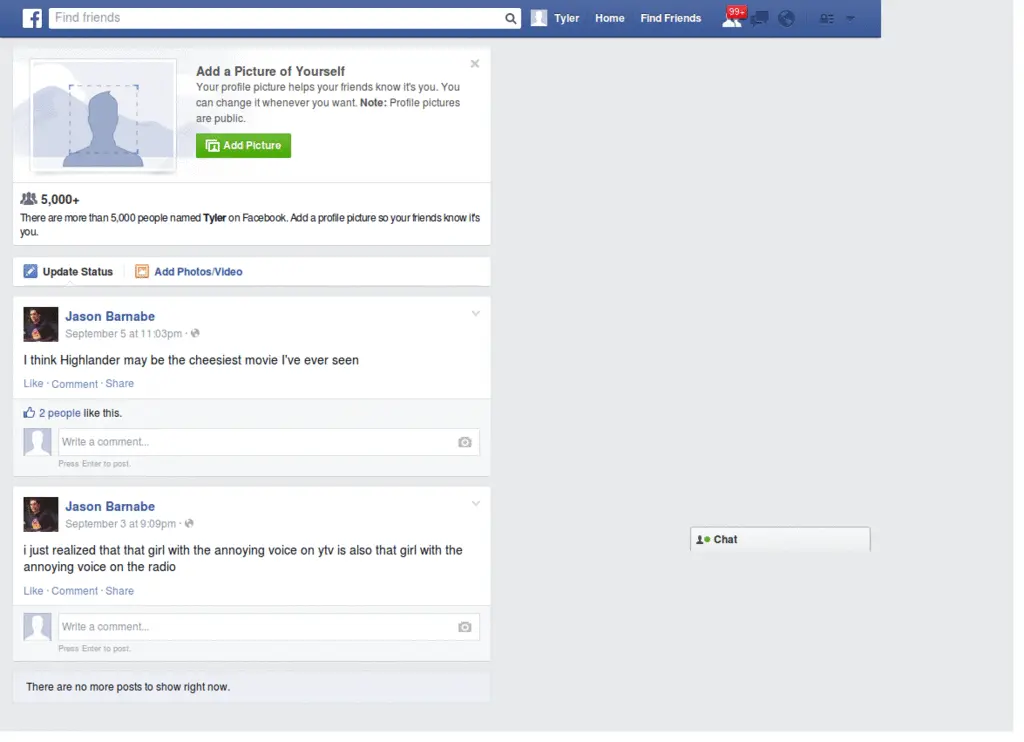 f Find friends Tyler Home Find Friends 99+
Add a Picture of Yourself
Your profile picture helps your friends know it's you. You
can change it whenever you want. Note: Profile pictures
are public.
Add Picture
5,000+
There are more than 5,000 people named Tyler on Facebook. Add a profile picture so your friends know it's
you.
Update Status Add Photos/Video
Jason Barnabe
September 5 at 11:03pm ·
I think Highlander may be the cheesiest movie I've ever seen
Like · Comment · Share
2 people like this.
Write a comment...
Press Enter to post.
Jason Barnabe
September 3 at 9:09pm ·
i just realized that that girl with the annoying voice on ytv is also that girl with the
annoying voice on the radio
Like · Comment · Share
Write a comment...
Press Enter to post.
Chat
There are no more posts to show right now.